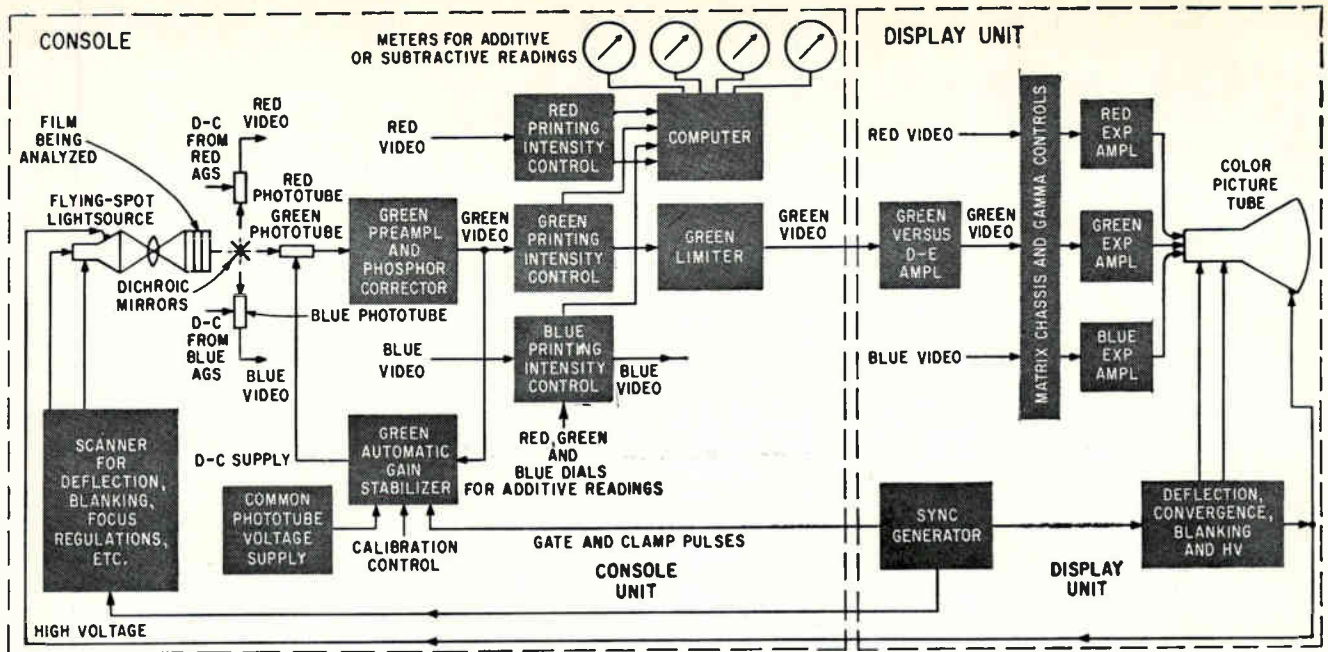 CONSOLE
METERS FOR ADDITIVE
OR SUBTRACTIVE READINGS
FILM
BEING
ANALYZED
D-C
FROM
RED
AGS
RED
VIDEO
FLYING-SPOT
LIGHTSOURCE
RED
PHOTOTUBE
GREEN
PHOTOTUBE
DICHROIC
MIRRORS
BLUE PHOTOTUBE
D-C
FROM
BLUE
AGS
BLUE
VIDEO
GREEN
PREAMPL
AND
PHOSPHOR
CORRECTOR
GREEN
VIDEO
RED
VIDEO
RED
PRINTING
INTENSITY
CONTROL
COMPUTER
GREEN
PRINTING
INTENSITY
CONTROL
GREEN
LIMITER
GREEN
VIDEO
BLUE
VIDEO
BLUE
PRINTING
INTENSITY
CONTROL
BLUE
VIDEO
RED, GREEN
AND
BLUE DIALS
FOR ADDITIVE READINGS
SCANNER
FOR
DEFLECTION,
BLANKING,
FOCUS
REGULATIONS,
ETC.
D-C SUPPLY
GREEN
AUTOMATIC
GAIN
STABILIZER
COMMON
PHOTOTUBE
VOLTAGE
SUPPLY
CALIBRATION
CONTROL
GATE AND CLAMP PULSES
CONSOLE
UNIT
HIGH VOLTAGE
DISPLAY UNIT
RED VIDEO
GREEN
VERSUS
D-E
AMPL
GREEN
VIDEO
BLUE VIDEO
MATRIX CHASSIS AND GAMMA CONTROLS
RED
EXP
AMPL
GREEN
EXP
AMPL
BLUE
EXP
AMPL
COLOR
PICTURE
TUBE
SYNC
GENERATOR
DEFLECTION,
CONVERGENCE,
BLANKING
AND HV
DISPLAY
UNIT